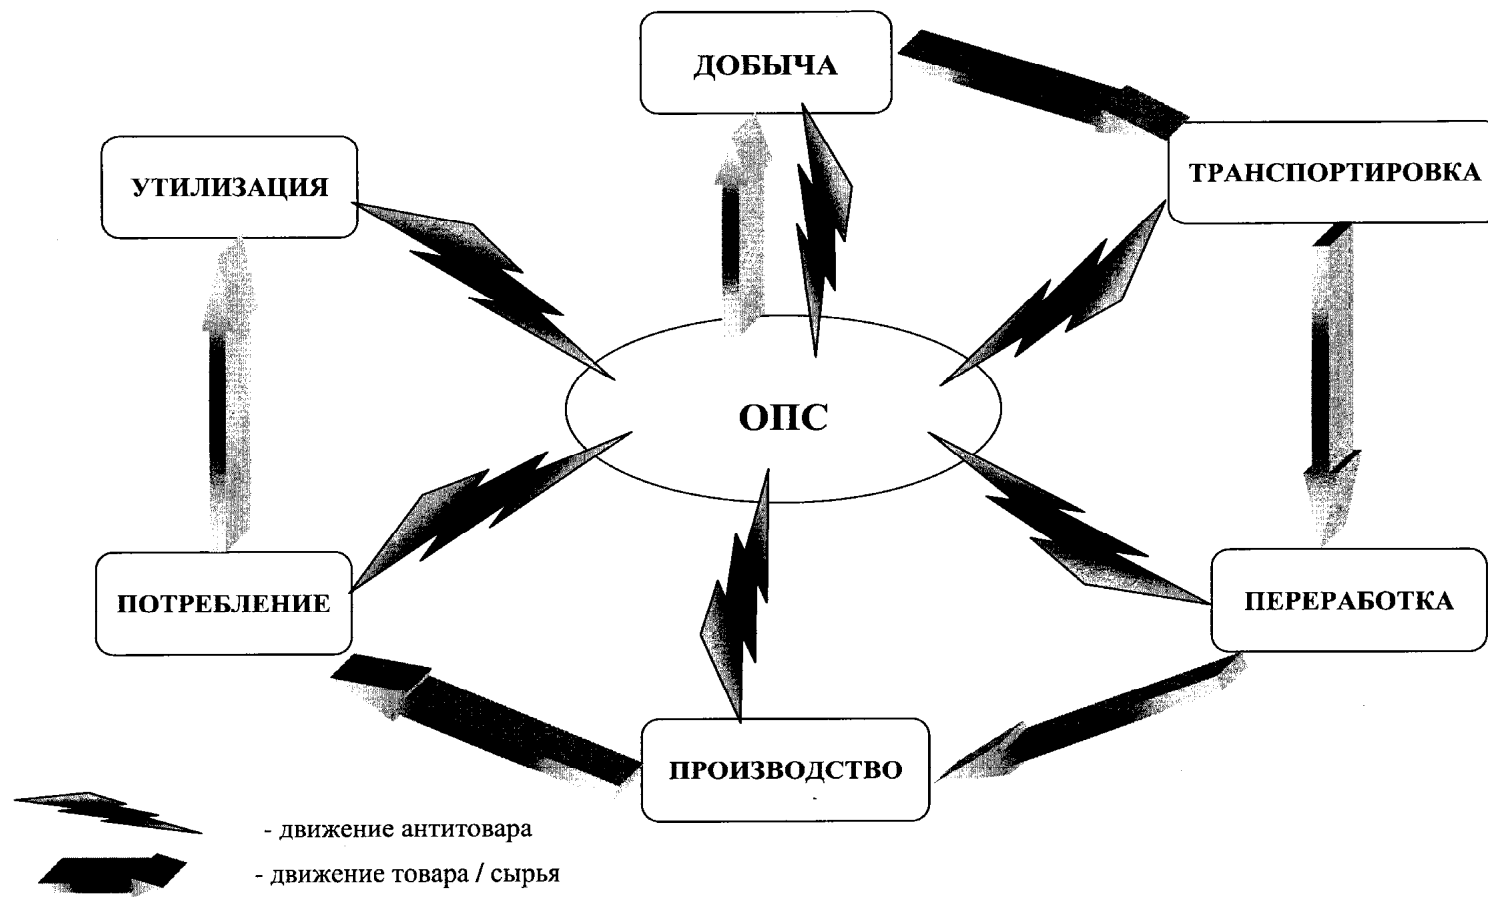 ДОБЫЧА
ТРАНСПОРТИРОВКА
УТИЛИЗАЦИЯ
ОПС
ПОТРЕБЛЕНИЕ
ПЕРЕРАБОТКА
ПРОИЗВОДСТВО
- движение антитовара
- движение товара / сырья